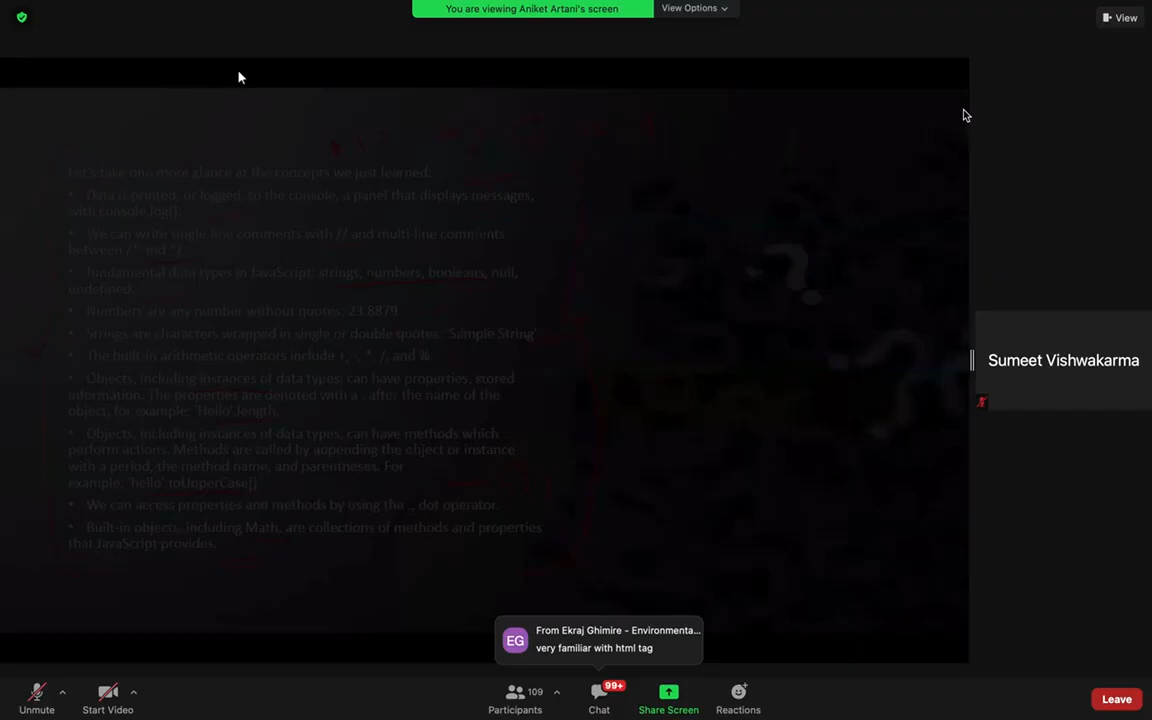 You are viewing Aniket Artani's screen
View Options
View
Let's take one more glance at the concepts we just learned:
• Data is printed, or logged, to the console, a panel that displays messages,
with console.log().
• We can write single-line comments with // and multi-line comments
between /* and */.
• Fundamental data types in JavaScript: strings, numbers, booleans, null,
undefined.
• Numbers are any number without quotes: 23.8879
• Strings are characters wrapped in single or double quotes: 'Sample String'
• The built-in arithmetic operators include +, -, *, /, and
• Objects, including instances of data types, can have properties, stored
information. The properties are denoted with a . after the name of the
object, for example: 'Hello'.length.
• Objects, including instances of data types, can have methods which
perform actions. Methods are called by appending the object or instance
with a period, the method name, and parentheses. For
example: 'hello'.toUpperCase()
• We can access properties and methods by using the ., dot operator.
• Built-in objects, including Math, are collections of methods and properties
that JavaScript provides.
Sumeet Vishwakarma
EG
From Ekraj Ghimire - Environmenta...
very familiar with html tag
Unmute
Start Video
109
Participants
99+
Chat
Share Screen
Reactions
Leave